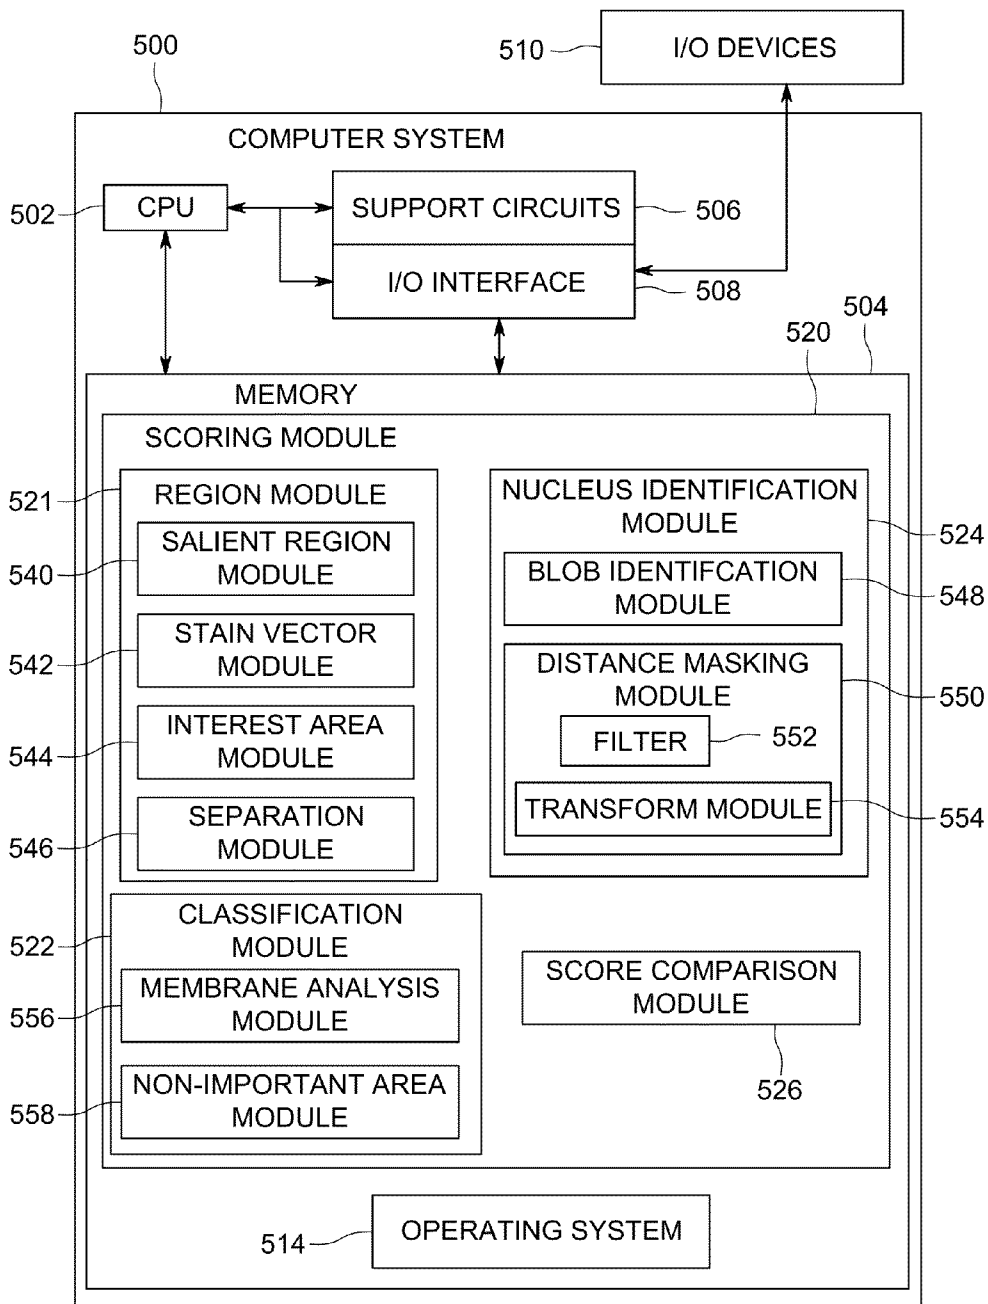 500
510
I/O DEVICES
COMPUTER SYSTEM
502
CPU
SUPPORT CIRCUITS
506
I/O INTERFACE
508
504
520
MEMORY
SCORING MODULE
521
REGION MODULE
SALIENT REGION
MODULE
540
STAIN VECTOR
MODULE
542
INTEREST AREA
MODULE
544
SEPARATION
MODULE
546
NUCLEUS IDENTIFICATION
MODULE
524
BLOB IDENTIFCATION
MODULE
548
DISTANCE MASKING
MODULE
550
FILTER
552
TRANSFORM MODULE
554
CLASSIFICATION
MODULE
522
MEMBRANE ANALYSIS
MODULE
556
NON-IMPORTANT AREA
MODULE
558
SCORE COMPARISON
MODULE
526
514
OPERATING SYSTEM